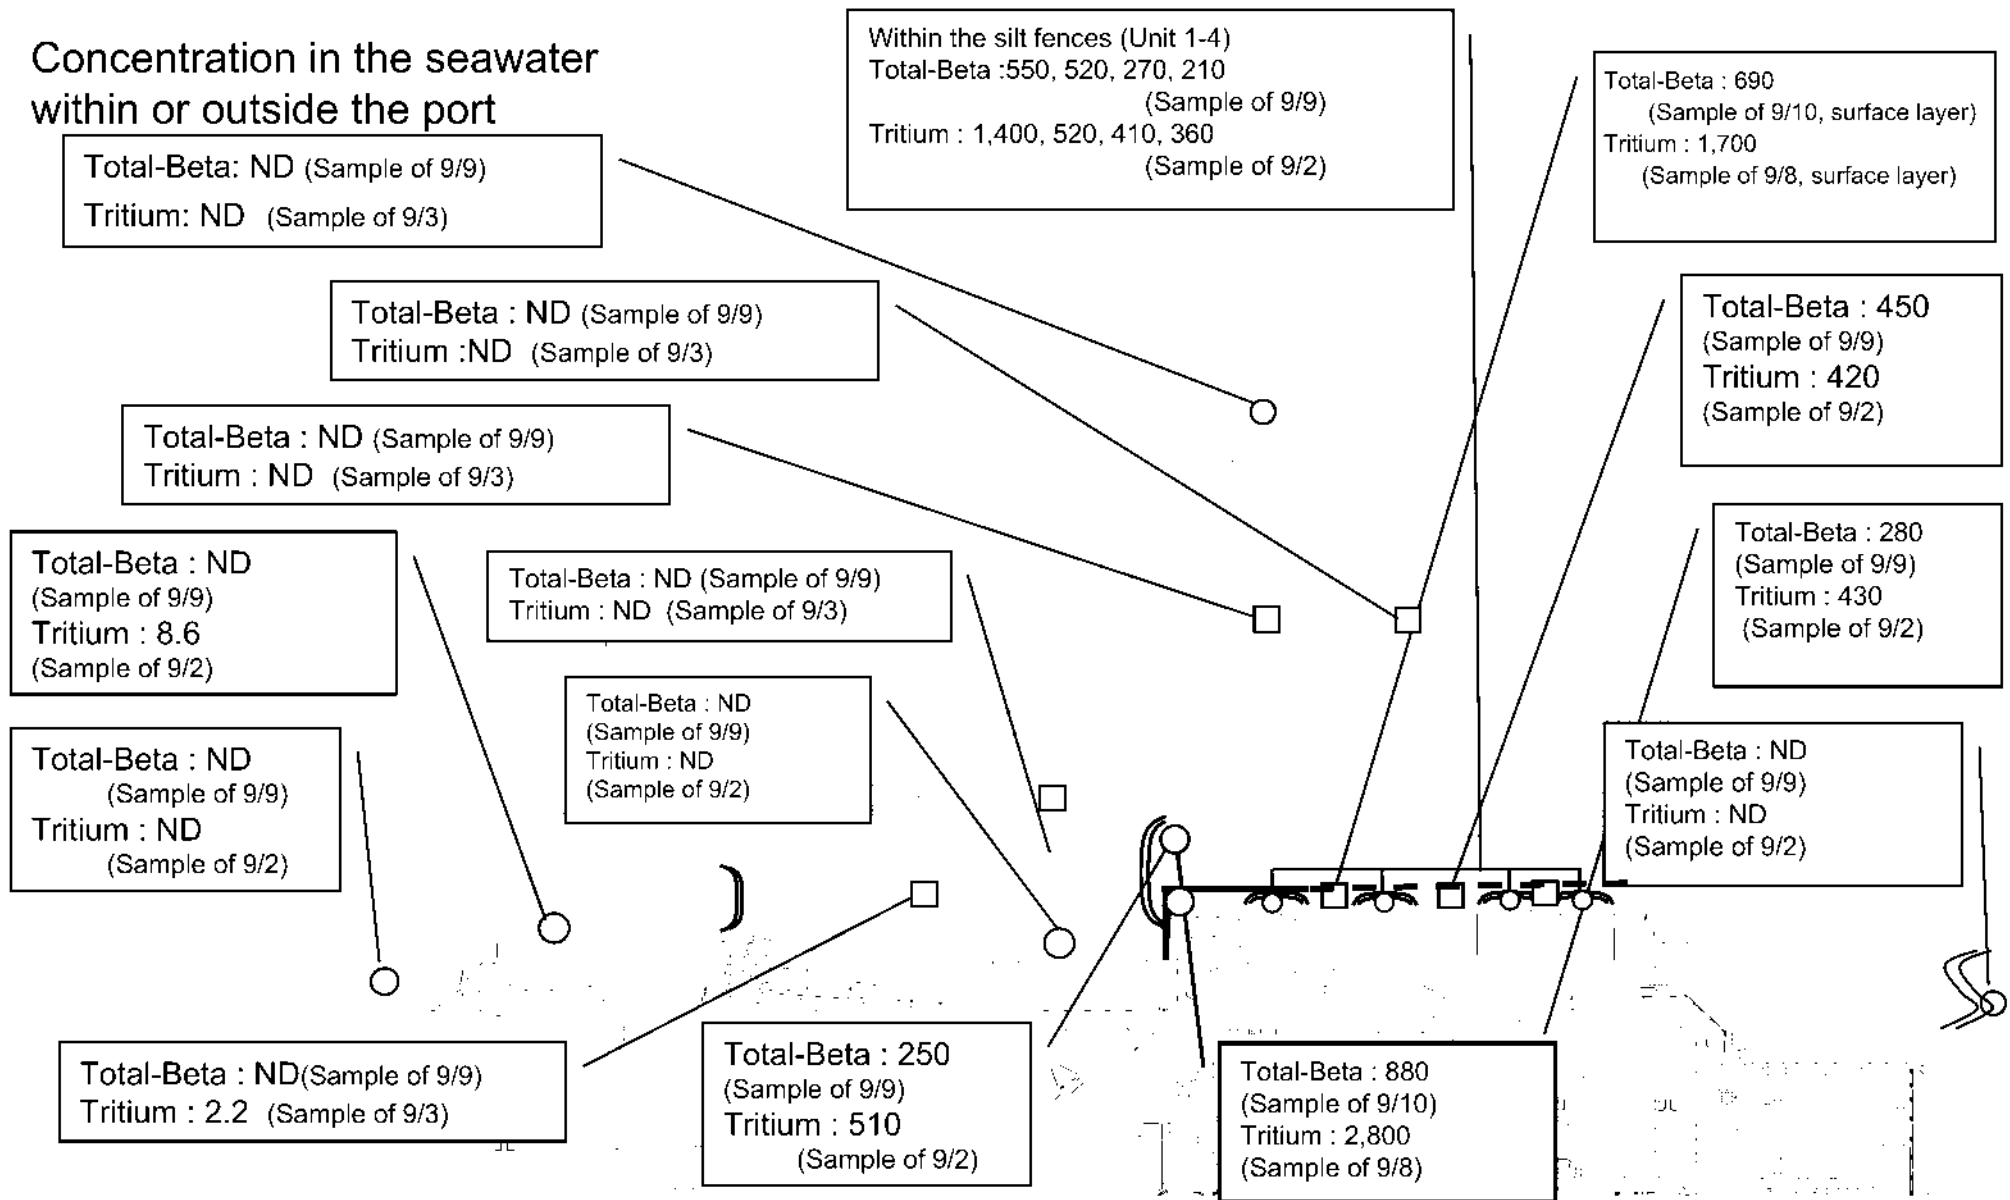 Concentration in the seawater
within or outside the port
Within the silt fences (Unit 1-4)
Total-Beta :550, 520, 270, 210
(Sample of 9/9)
Tritium : 1,400, 520, 410, 360
(Sample of 9/2)
Total-Beta : 690
(Sample of 9/10, surface layer)
Tritium : 1,700
(Sample of 9/8, surface layer)
Total-Beta: ND (Sample of 9/9)
Tritium: ND (Sample of 9/3)
Total-Beta : ND (Sample of 9/9)
Tritium :ND (Sample of 9/3)
Total-Beta : 450
(Sample of 9/9)
Tritium : 420
(Sample of 9/2)
Total-Beta : ND (Sample of 9/9)
Tritium : ND (Sample of 9/3)
Total-Beta : ND
(Sample of 9/9)
Tritium : 8.6
(Sample of 9/2)
Total-Beta : ND (Sample of 9/9)
Tritium : ND (Sample of 9/3)
Total-Beta : 280
(Sample of 9/9)
Tritium : 430
(Sample of 9/2)
Total-Beta : ND
(Sample of 9/9)
Tritium : ND
(Sample of 9/2)
Total-Beta : ND
(Sample of 9/9)
Tritium : ND
(Sample of 9/2)
Total-Beta : ND
(Sample of 9/9)
Tritium : ND
(Sample of 9/2)
Total-Beta : ND(Sample of 9/9)
Tritium : 2.2 (Sample of 9/3)
Total-Beta : 250
(Sample of 9/9)
Tritium : 510
(Sample of 9/2)
Total-Beta : 880
(Sample of 9/10)
Tritium : 2,800
(Sample of 9/8)